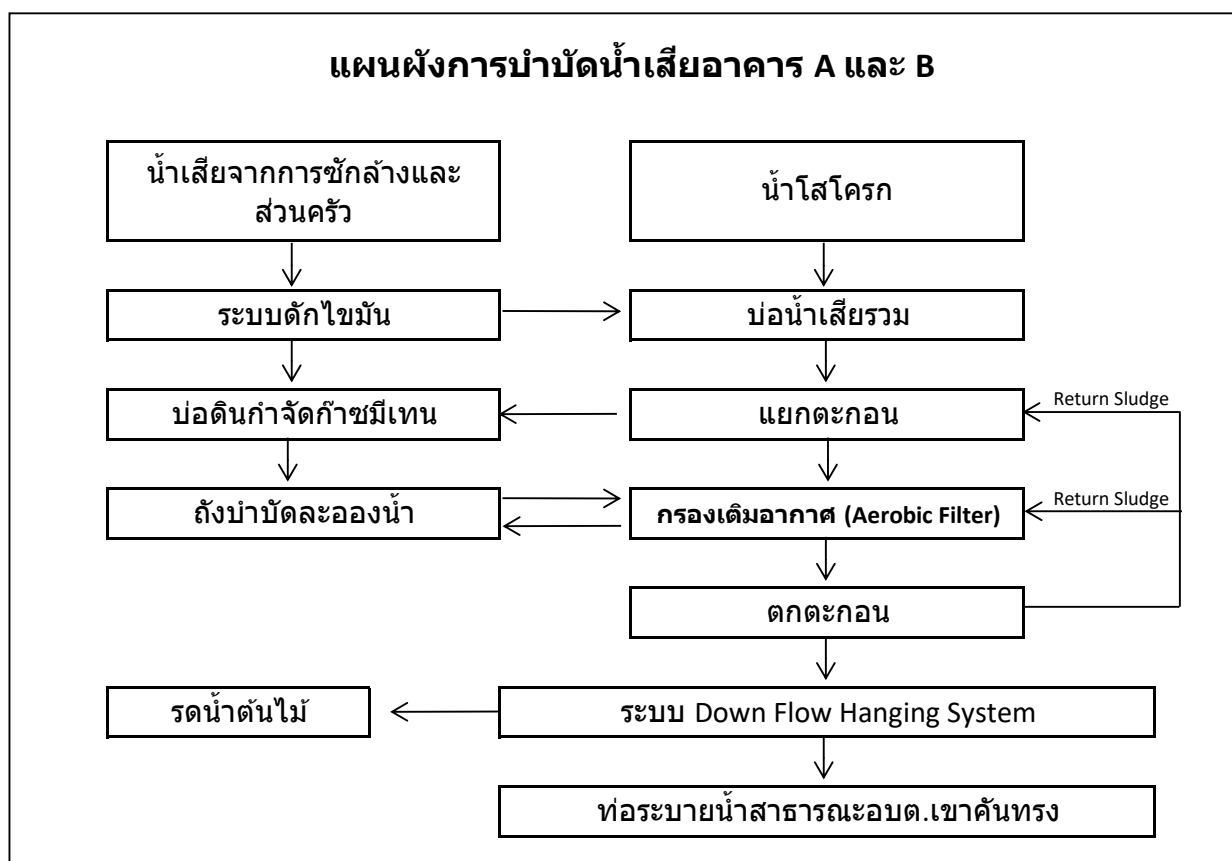 แผนผังการบำบัดน้ำเสียอาคาร A และ B
น้ำเสียจากการซักล้างและ
ส่วนครัว
น้ำโสโครก
ระบบดักไขมัน
บ่อน้ำเสียรวม
บ่อดินกำจัดก๊าซมีเทน
แยกตะกอน
Return Sludge
ถังบำบัดละอองน้ำ
กรองเติมอากาศ (Aerobic Filter)
Return Sludge
ตกตะกอน
รดน้ำต้นไม้
ระบบ Down Flow Hanging System
ท่อระบายน้ำสาธารณะอบต.เขาคันทรง